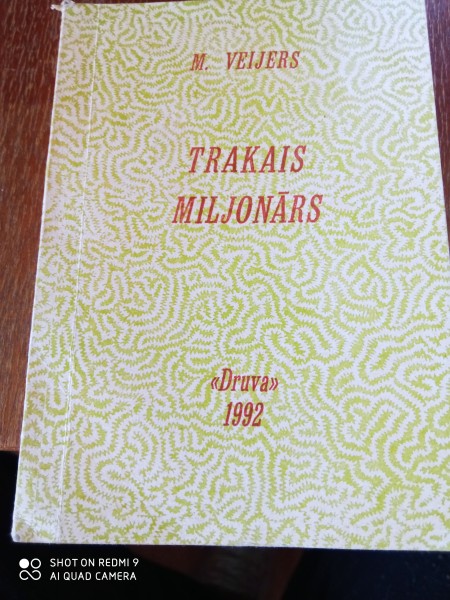 M. VEIJERS
TRAKAIS
MILJONĀRS
«Druva»
1992
SHOT ON REDMI 9
AI QUAD CAMERA